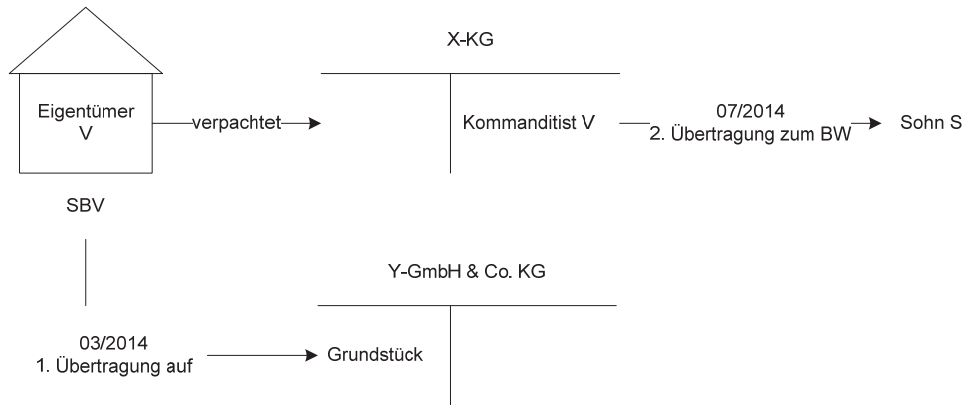 X-KG
Eigentümer
V
verpachtet
Kommanditist V
07/2014
2. Übertragung zum BW
Sohn S
SBV
Y-GmbH & Co. KG
03/2014
1. Übertragung auf
Grundstück